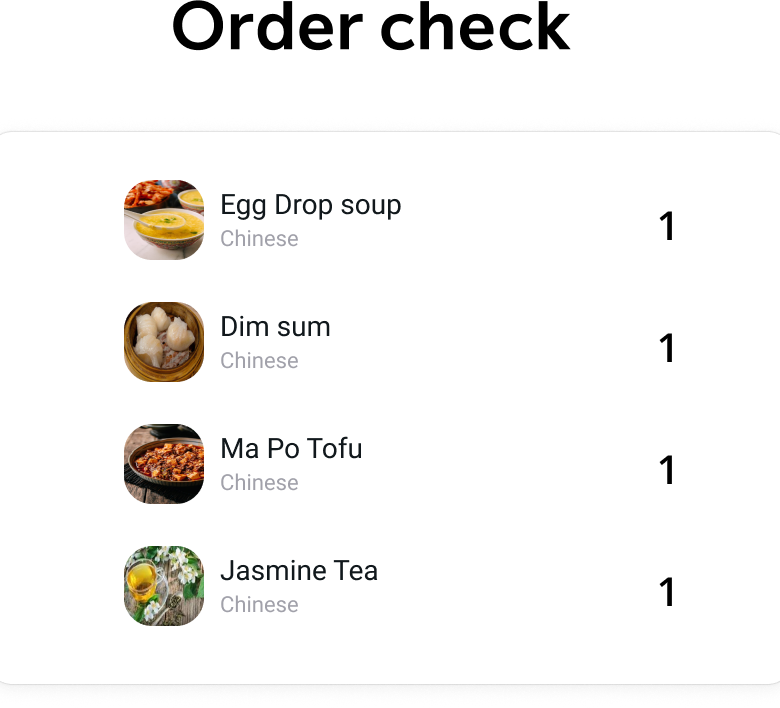 Order check
Egg Drop soup
Chinese
1
Dim sum
Chinese
1
Ma Po Tofu
Chinese
1
Jasmine Tea
Chinese
1